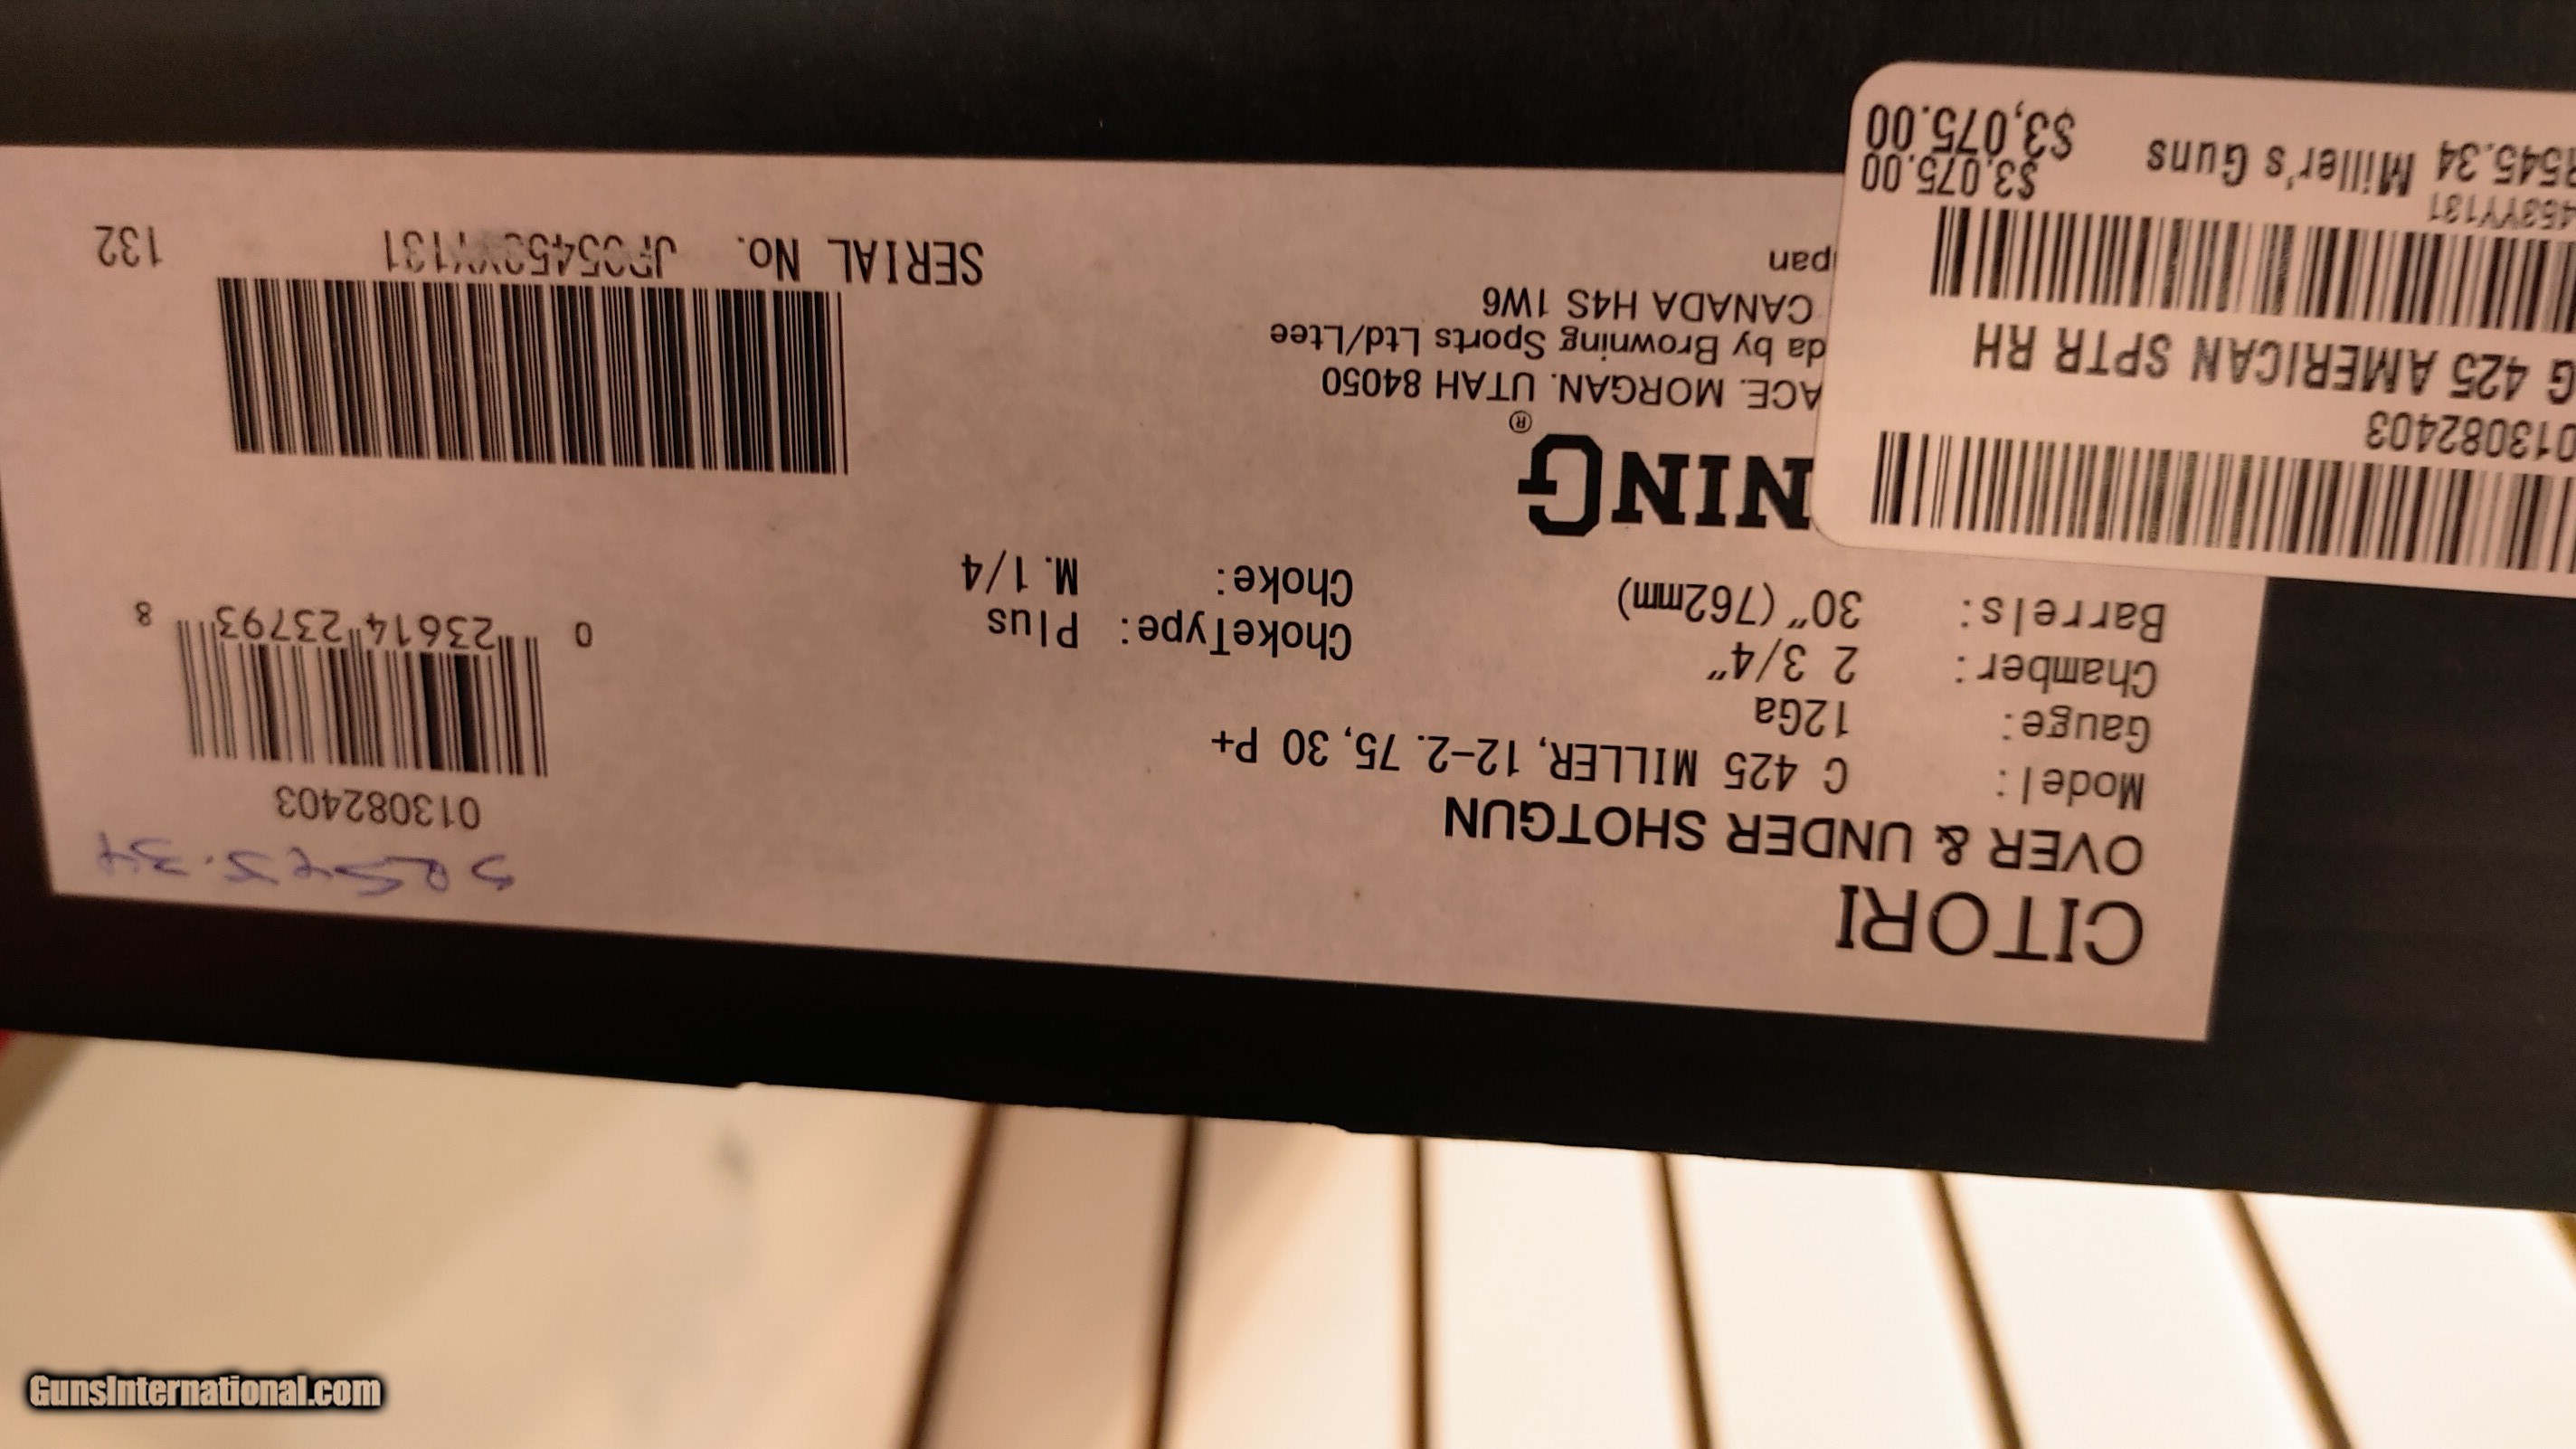 CITORI
OVER & UNDER SHOTGUN
Model: C 425 MILLER, 12-2. 75, 30 P+
Gauge: 12Ga
Chamber: 2 3/4"
Barrels: 30" (762mm)
ChokeType: Plus
Choke: M. 1/4
NING®
ACE. MORGAN. UTAH 84050
da by Browning Sports Ltd/Ltee
CANADA H4S 1W6
pan
013082403
0 23614 23793 8
SERIAL No.
132
013082403
G 425 AMERICAN SPTR RH
453YY131
545.34 Miller's Guns
$3,075.00
$3,075.00
GunsInternational.com